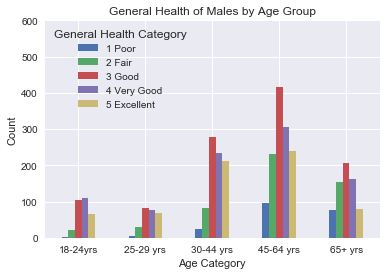 General Health of Males by Age Group
General Health Category
1 Poor
2 Fair
3 Good
4 Very Good
5 Excellent
600
500
400
300
200
100
0
Count
18-24yrs
25-29 yrs
30-44 yrs
45-64 yrs
65+ yrs
Age Category